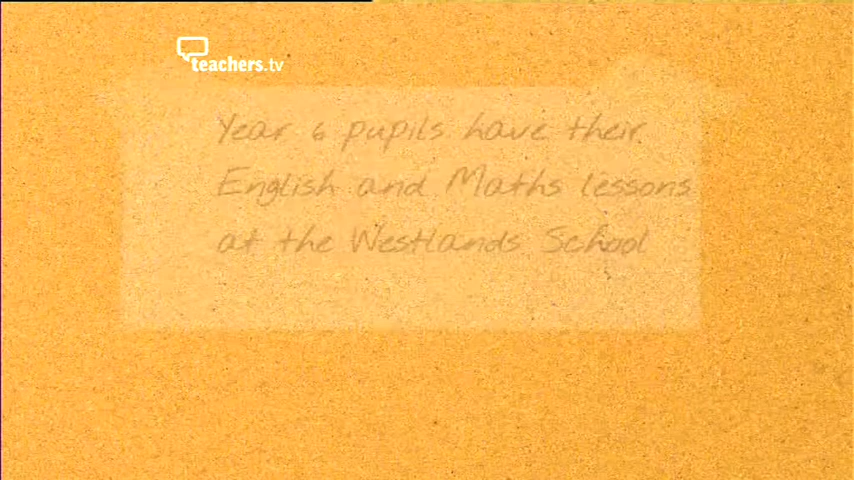 teachers.tv
Year 6 pupils have their
English and Maths lessons
at the Westlands School